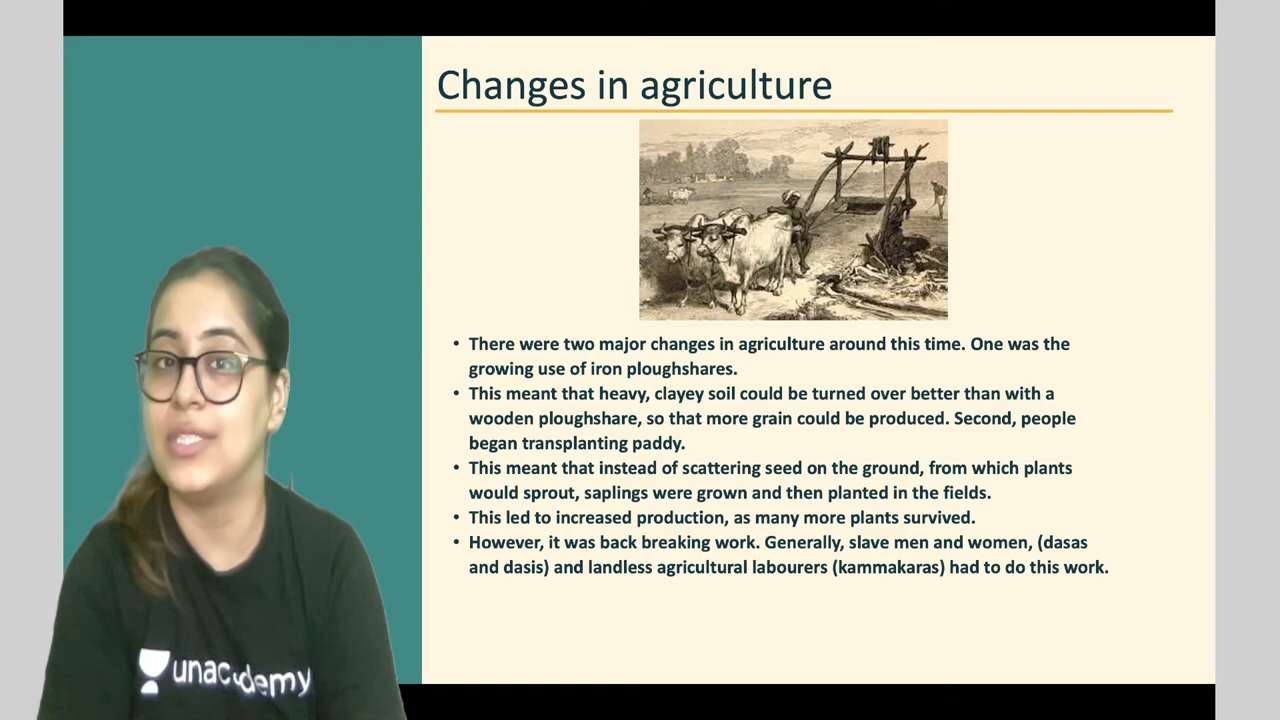 Changes in agriculture
• There were two major changes in agriculture around this time. One was the
growing use of iron ploughshares.
• This meant that heavy, clayey soil could be turned over better than with a
wooden ploughshare, so that more grain could be produced. Second, people
began transplanting paddy.
• This meant that instead of scattering seed on the ground, from which plants
would sprout, saplings were grown and then planted in the fields.
• This led to increased production, as many more plants survived.
• However, it was back breaking work. Generally, slave men and women, (dasas
and dasis) and landless agricultural labourers (kammakaras) had to do this work.
unacademy